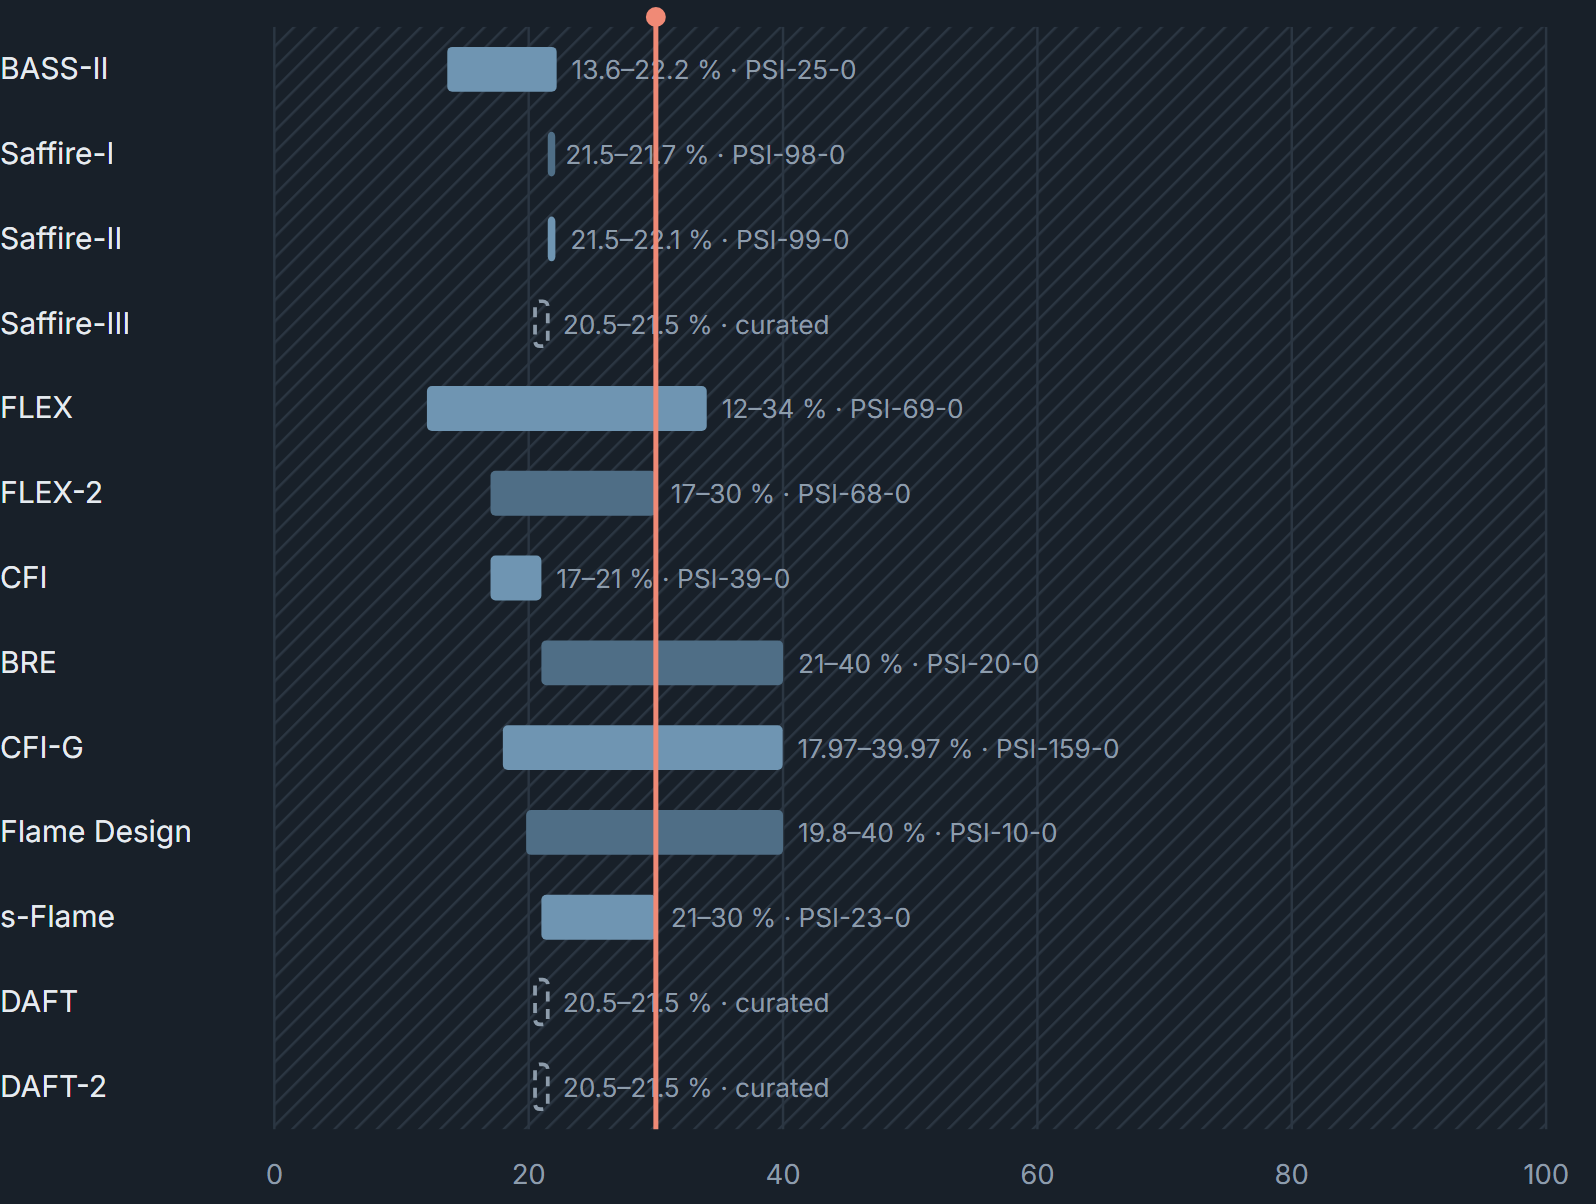 BASS-II 13.6–22.2 % · PSI-25-0
Saffire-I 21.5–21.7 % · PSI-98-0
Saffire-II 21.5–22.1 % · PSI-99-0
Saffire-III 20.5–21.5 % · curated
FLEX 12–34 % · PSI-69-0
FLEX-2 17–30 % · PSI-68-0
CFI 17–21 % · PSI-39-0
BRE 21–40 % · PSI-20-0
CFI-G 17.97–39.97 % · PSI-159-0
Flame Design 19.8–40 % · PSI-10-0
s-Flame 21–30 % · PSI-23-0
DAFT 20.5–21.5 % · curated
DAFT-2 20.5–21.5 % · curated
0 20 40 60 80 100